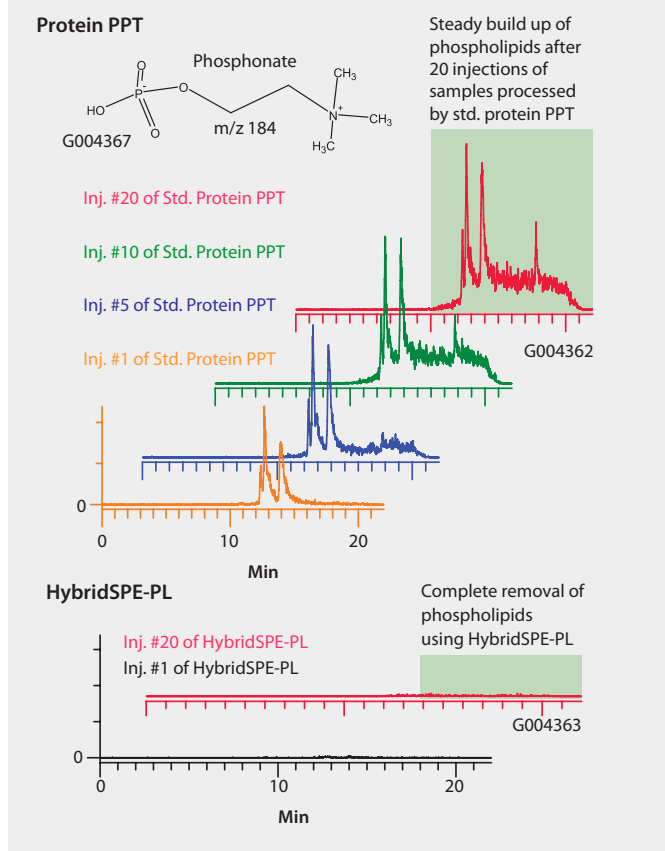 Protein PPT
Steady build up of
phospholipids after
20 injections of
samples processed
by std. protein PPT
Phosphonate
O
P-
O
HO
O
N+
CH3
CH3
H3C
G004367
m/z 184
Inj. #20 of Std. Protein PPT
Inj. #10 of Std. Protein PPT
Inj. #5 of Std. Protein PPT
Inj. #1 of Std. Protein PPT
G004362
0
0 10 20
Min
HybridSPE-PL
Complete removal of
phospholipids
using HybridSPE-PL
Inj. #20 of HybridSPE-PL
Inj. #1 of HybridSPE-PL
G004363
0
0 10 20
Min